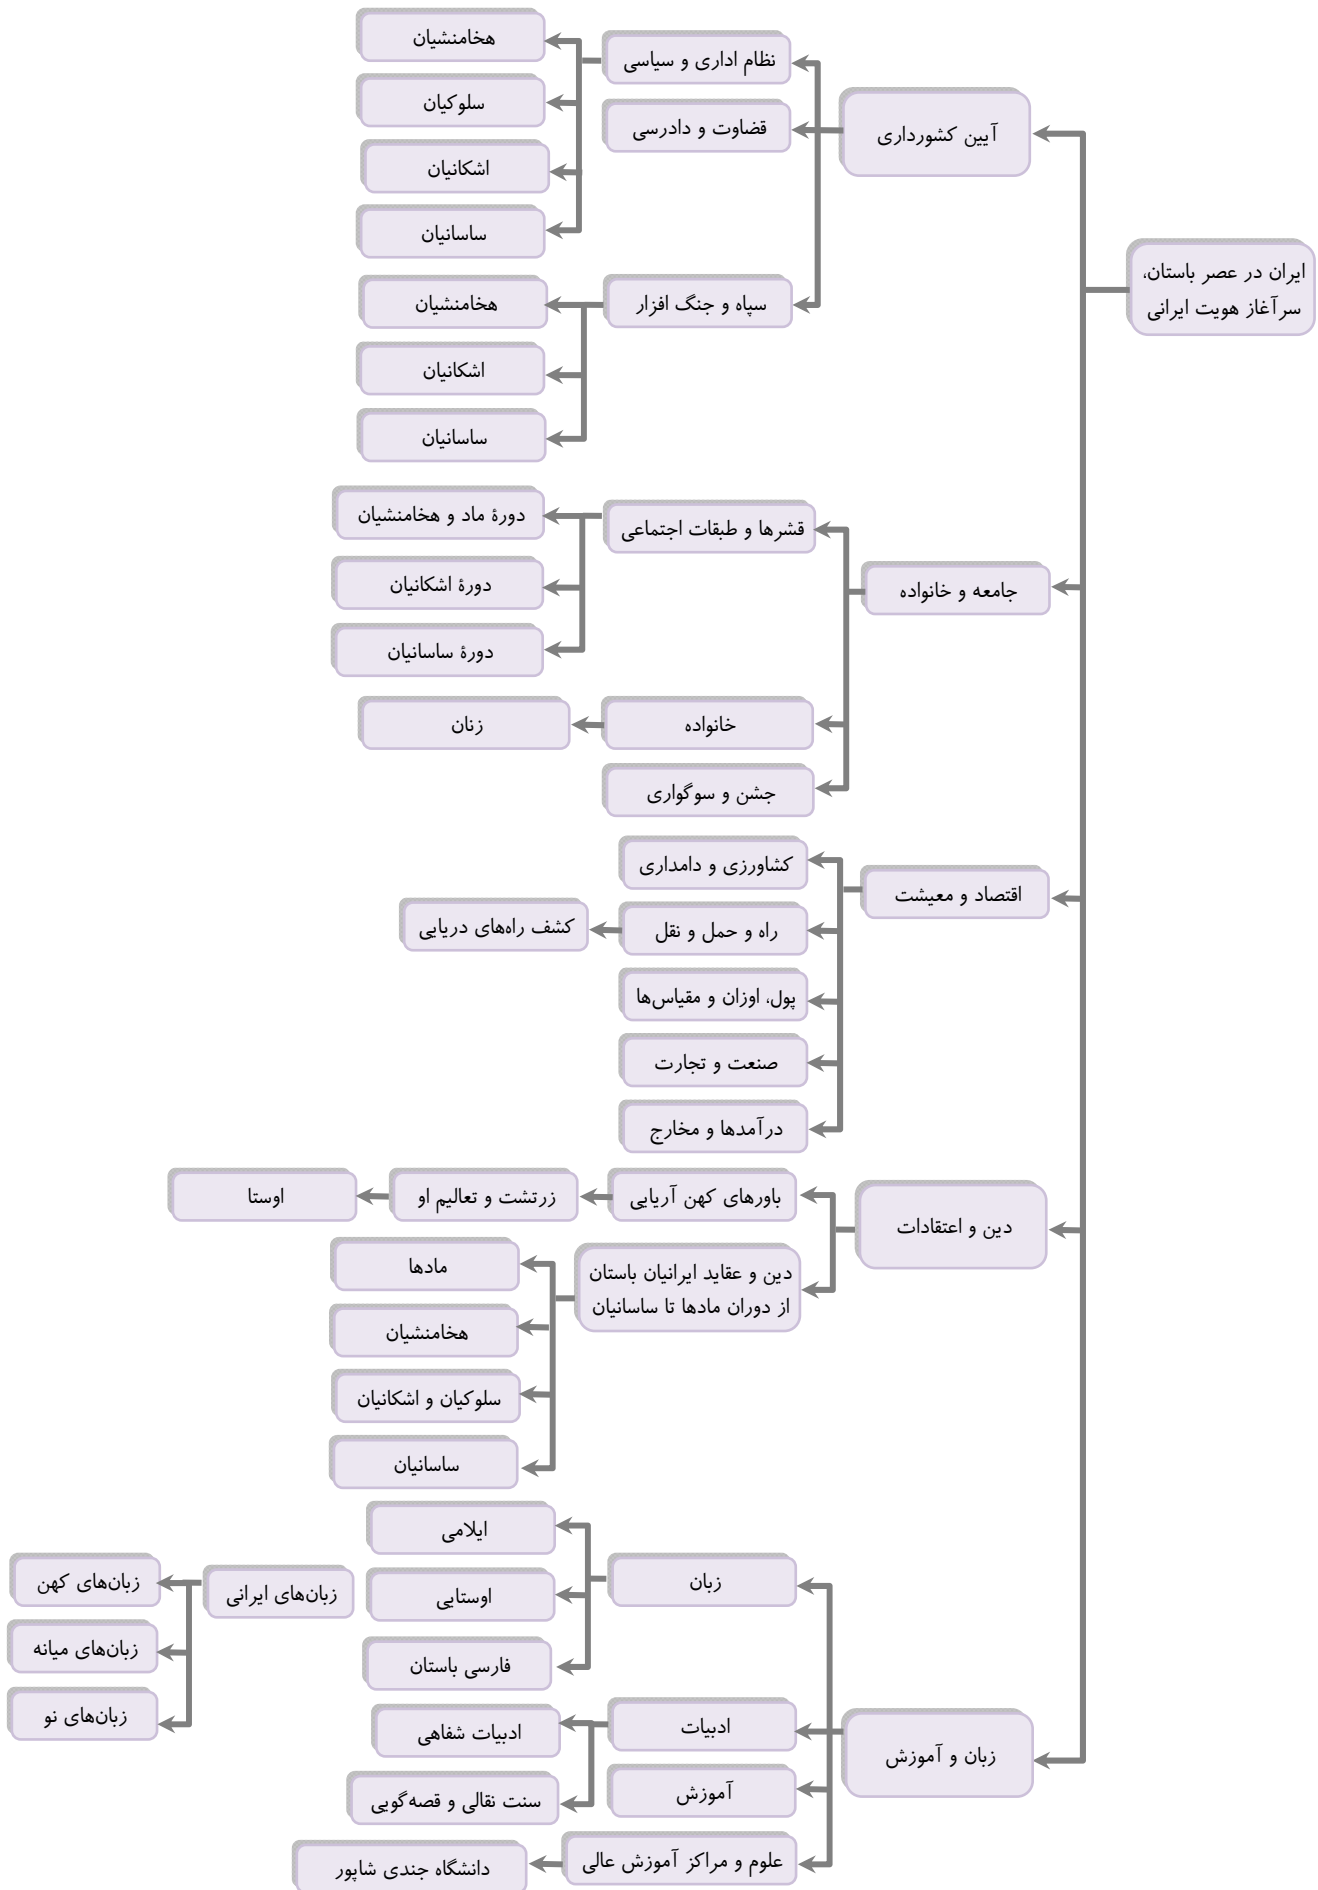 ایران در عصر باستان،
سرآغاز هویت ایرانی
آیین کشورداری
نظام اداری و سیاسی
هخامنشیان
سلوکیان
اشکانیان
ساسانیان
قضاوت و دادرسی
سپاه و جنگ افزار
هخامنشیان
اشکانیان
ساسانیان
جامعه و خانواده
قشرها و طبقات اجتماعی
دورۀ ماد و هخامنشیان
دورۀ اشکانیان
دورۀ ساسانیان
خانواده
زنان
جشن و سوگواری
اقتصاد و معیشت
کشاورزی و دامداری
راه و حمل و نقل
کشف راه‌های دریایی
پول، اوزان و مقیاس‌ها
صنعت و تجارت
درآمدها و مخارج
دین و اعتقادات
باورهای کهن آریایی
زرتشت و تعالیم او
اوستا
دین و عقاید ایرانیان باستان
از دوران مادها تا ساسانیان
مادها
هخامنشیان
سلوکیان و اشکانیان
ساسانیان
زبان و آموزش
زبان
ایلامی
اوستایی
فارسی باستان
زبان‌های ایرانی
زبان‌های کهن
زبان‌های میانه
زبان‌های نو
ادبیات
ادبیات شفاهی
سنت نقالی و قصه‌گویی
آموزش
علوم و مراکز آموزش عالی
دانشگاه جندی شاپور